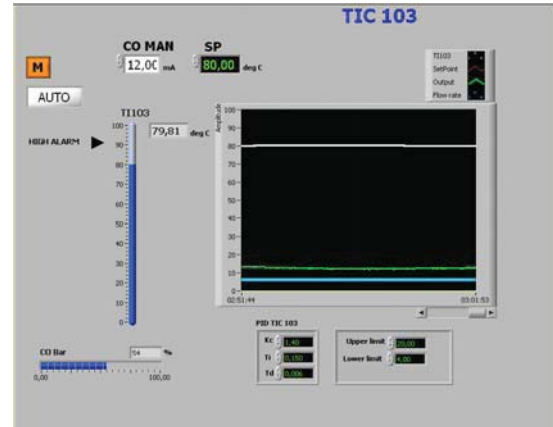 TIC 103
CO MAN
SP
12,00 mA
80,00 deg C
M
AUTO
TI103
SetPoint
Output
Flow rate
TI103
79,81 deg C
HIGH ALARM
100
90
80
70
60
50
40
30
20
10
0
Amplitude
100
90
80
70
60
50
40
30
20
10
0
02:51:44
03:01:53
PID TIC 103
Kc 1,40
Ti 0,150
Td 0,006
Upper limit 20,00
Lower limit 4,00
CO Bar
54 %
0,00
100,00